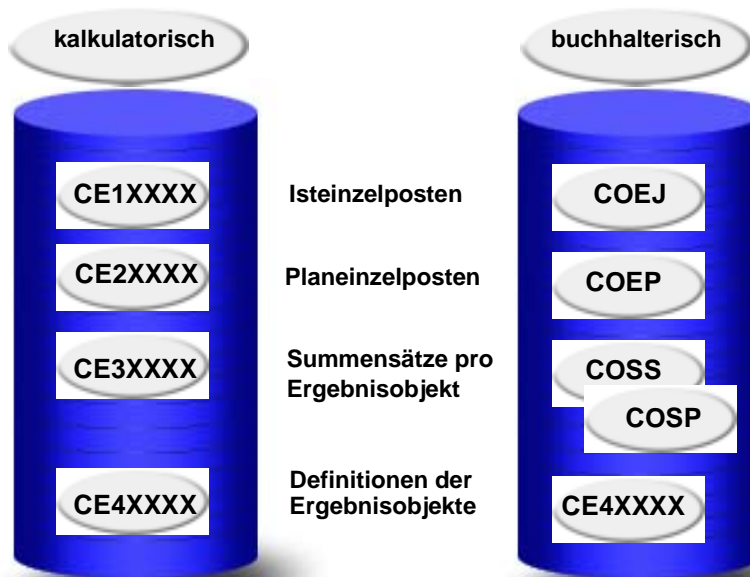 kalkulatorisch
buchhalterisch
CE1XXXX
Isteinzelposten
COEJ
CE2XXXX
Planeinzelposten
COEP
CE3XXXX
Summensätze pro
Ergebnisobjekt
COSS
COSP
CE4XXXX
Definitionen der
Ergebnisobjekte
CE4XXXX